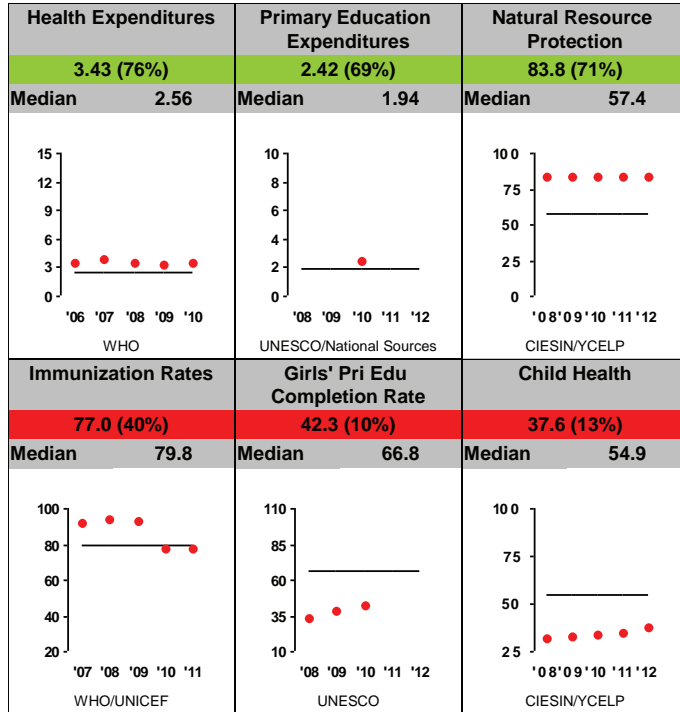 Health Expenditures
3.43 (76%)
Median 2.56
15
12
9
6
3
0
'06 '07 '08 '09 '10
WHO
Primary Education
Expenditures
2.42 (69%)
Median 1.94
10
8
6
4
2
0
'08 '09 '10 '11 '12
UNESCO/National Sources
Natural Resource
Protection
83.8 (71%)
Median 57.4
100
75
50
25
0
'08 '09 '10 '11 '12
CIESIN/YCELP
Immunization Rates
77.0 (40%)
Median 79.8
100
80
60
40
20
'07 '08 '09 '10 '11
WHO/UNICEF
Girls' Pri Edu
Completion Rate
42.3 (10%)
Median 66.8
110
85
60
35
10
'08 '09 '10 '11 '12
UNESCO
Child Health
37.6 (13%)
Median 54.9
100
75
50
25
'08 '09 '10 '11 '12
CIESIN/YCELP